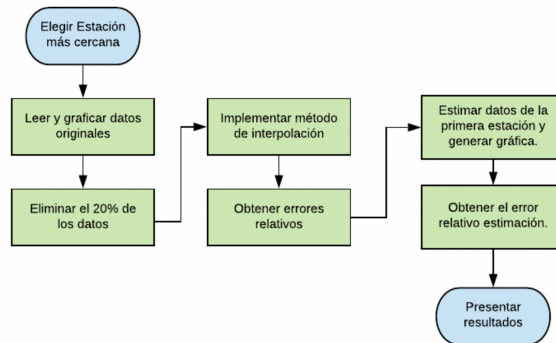 Elegir Estación
más cercana
Leer y graficar datos
originales
Eliminar el 20% de
los datos
Implementar método
de interpolación
Obtener errores
relativos
Estimar datos de la
primera estación y
generar gráfica.
Obtener el error
relativo estimación.
Presentar
resultados